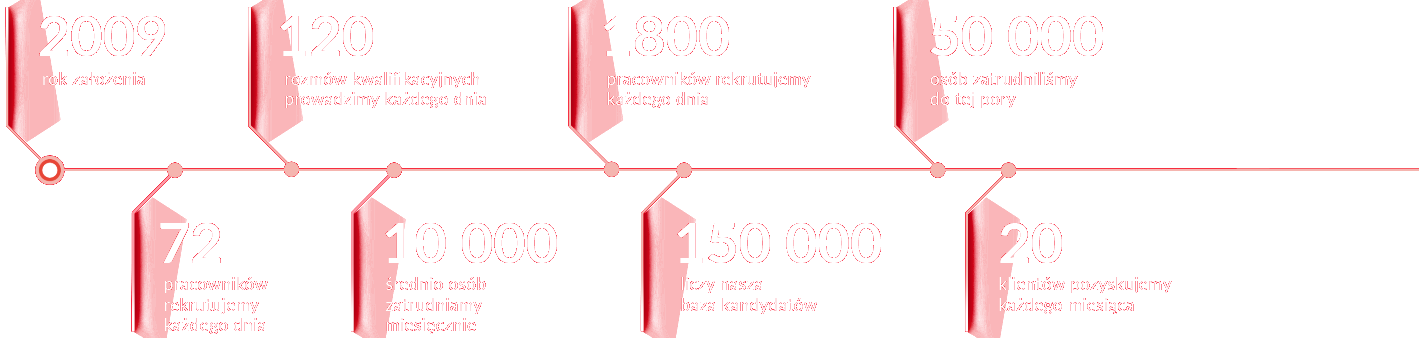 2009
rok założenia
120
rozmów kwalifikacyjnych
prowadzimy każdego dnia
1800
pracowników rekrutujemy
każdego dnia
50 000
osób zatrudniliśmy
do tej pory
72
pracowników
rekrutujemy
każdego dnia
10 000
średnio osób
zatrudniamy
miesięcznie
150 000
liczy nasza
baza kandydatów
20
klientów pozyskujemy
każdego miesiąca